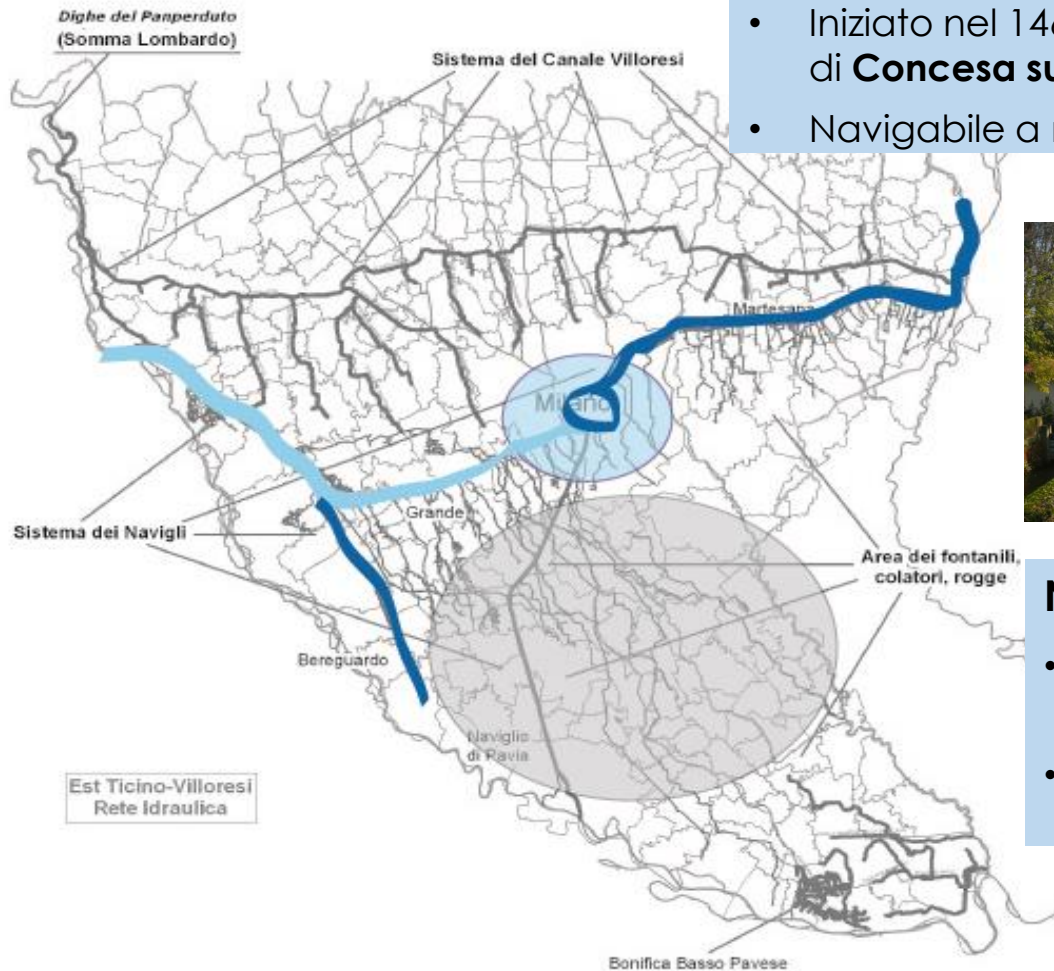 Dighe del Panperduto
(Somma Lombardo)
Sistema del Canale Villoresi
• Iniziato nel 14
di Concesa su
• Navigabile a
Martesana
Milano
Grande
Sistema dei Navigli
Area dei fontanili,
colatori, rogge
N
•
•
Bereguardo
Naviglio
di Pavia
Est Ticino-Villoresi
Rete Idraulica
Bonifica Basso Pavese